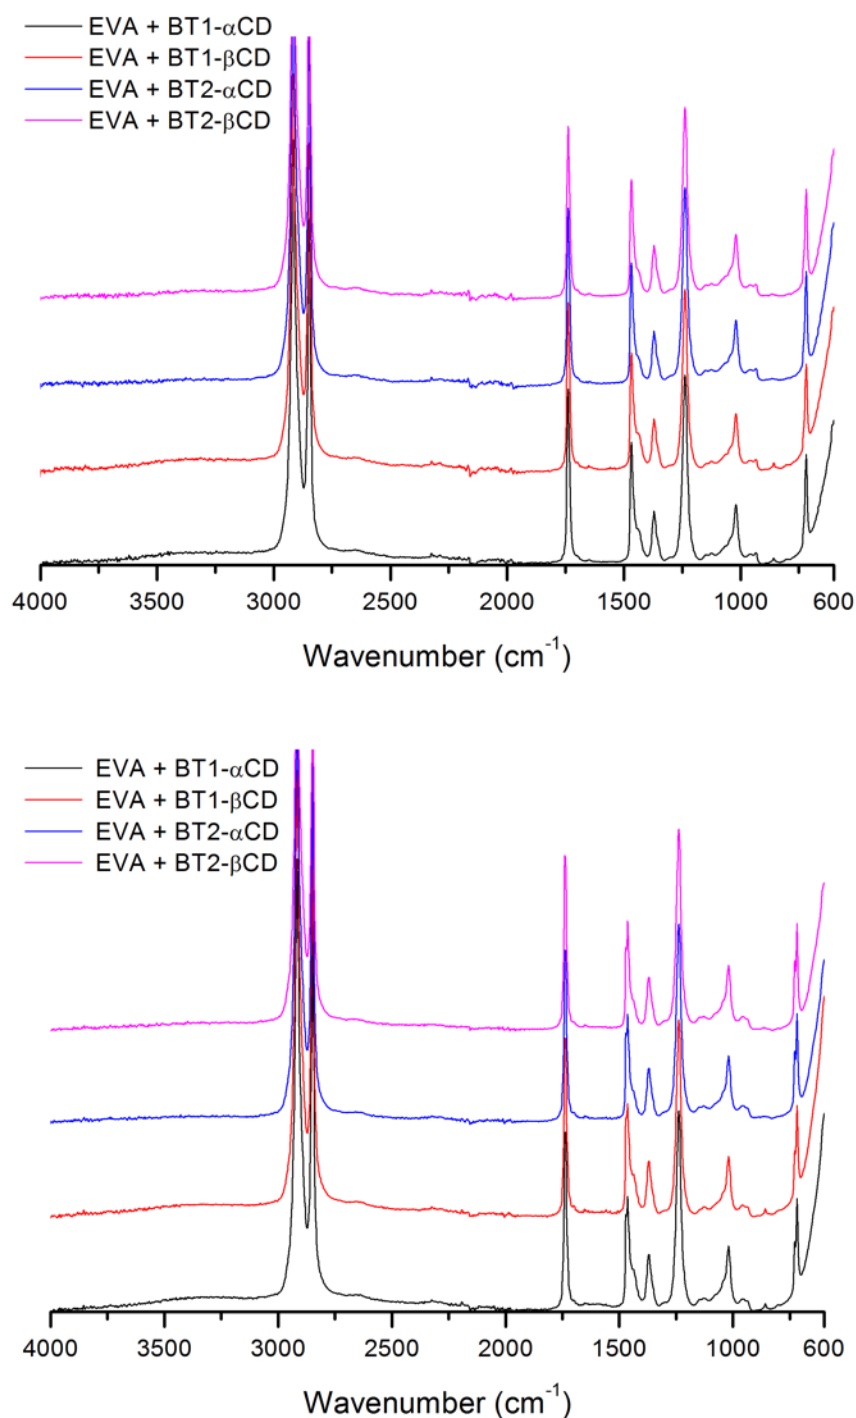 EVA + BT1-αCD
EVA + BT1-βCD
EVA + BT2-αCD
EVA + BT2-βCD
4000 3500 3000 2500 2000 1500 1000 600
Wavenumber (cm⁻¹)
EVA + BT1-αCD
EVA + BT1-βCD
EVA + BT2-αCD
EVA + BT2-βCD
4000 3500 3000 2500 2000 1500 1000 600
Wavenumber (cm⁻¹)